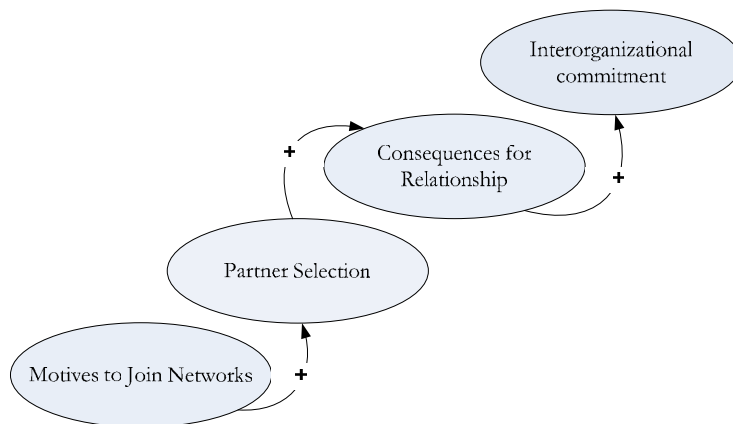 Interorganizational
commitment
+
Consequences for
Relationship
+
Partner Selection
Motives to Join Networks
+